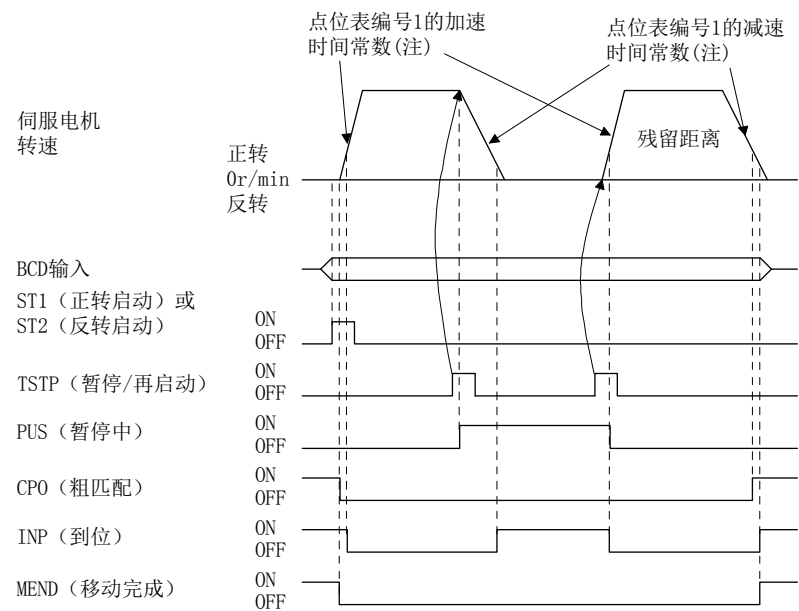 点位表编号1的加速
时间常数(注)
点位表编号1的减速
时间常数(注)
伺服电机
转速
正转
0r/min
反转
残留距离
BCD输入
ST1（正转启动）或
ST2（反转启动）
ON
OFF
TSTP（暂停/再启动）
ON
OFF
PUS（暂停中）
ON
OFF
CPO（粗匹配）
ON
OFF
INP（到位）
ON
OFF
MEND（移动完成）
ON
OFF